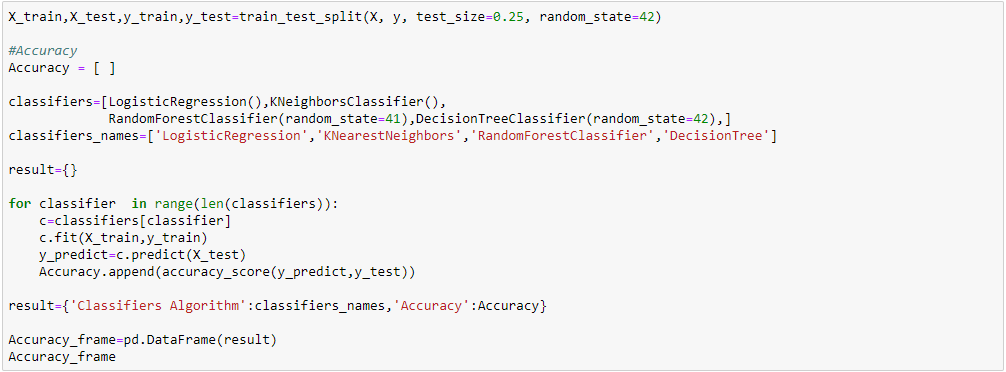 X_train,X_test,y_train,y_test=train_test_split(X, y, test_size=0.25, random_state=42)

#Accuracy
Accuracy = [ ]

classifiers=[LogisticRegression(),KNeighborsClassifier(),
             RandomForestClassifier(random_state=41),DecisionTreeClassifier(random_state=42),]
classifiers_names=['LogisticRegression','KNearestNeighbors','RandomForestClassifier','DecisionTree']

result={}

for classifier  in range(len(classifiers)):
    c=classifiers[classifier]
    c.fit(X_train,y_train)
    y_predict=c.predict(X_test)
    Accuracy.append(accuracy_score(y_predict,y_test))

result={'Classifiers Algorithm':classifiers_names,'Accuracy':Accuracy}

Accuracy_frame=pd.DataFrame(result)
Accuracy_frame